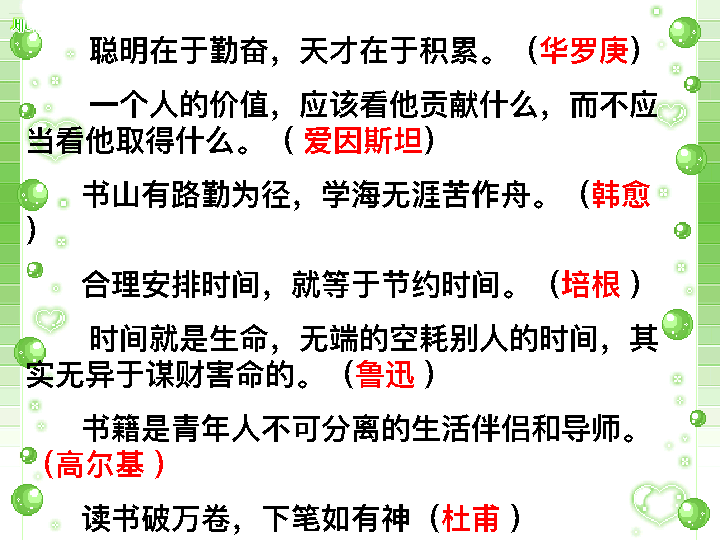 聪明在于勤奋，天才在于积累。（华罗庚）
一个人的价值，应该看他贡献什么，而不应
当看他取得什么。（ 爱因斯坦）
书山有路勤为径，学海无涯苦作舟。（韩愈
）
合理安排时间，就等于节约时间。（培根 ）
时间就是生命，无端的空耗别人的时间，其
实无异于谋财害命的。（鲁迅 ）
书籍是青年人不可分离的生活伴侣和导师。
（高尔基 ）
读书破万卷，下笔如有神（杜甫 ）